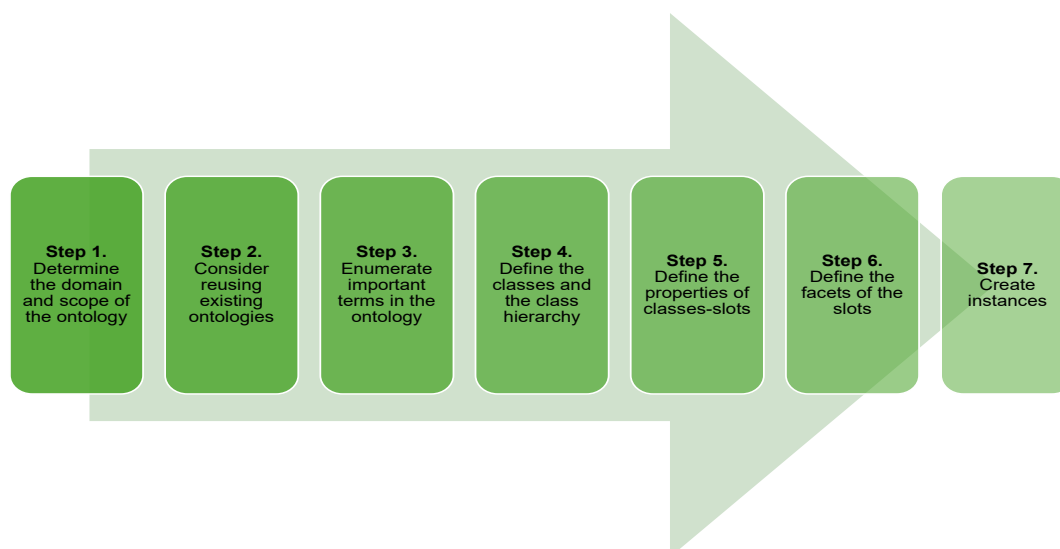 Step 1.
Determine
the domain
and scope of
the ontology
Step 2.
Consider
reusing
existing
ontologies
Step 3.
Enumerate
important
terms in the
ontology
Step 4.
Define the
classes and
the class
hierarchy
Step 5.
Define the
properties of
classes-slots
Step 6.
Define the
facets of the
slots
Step 7.
Create
instances